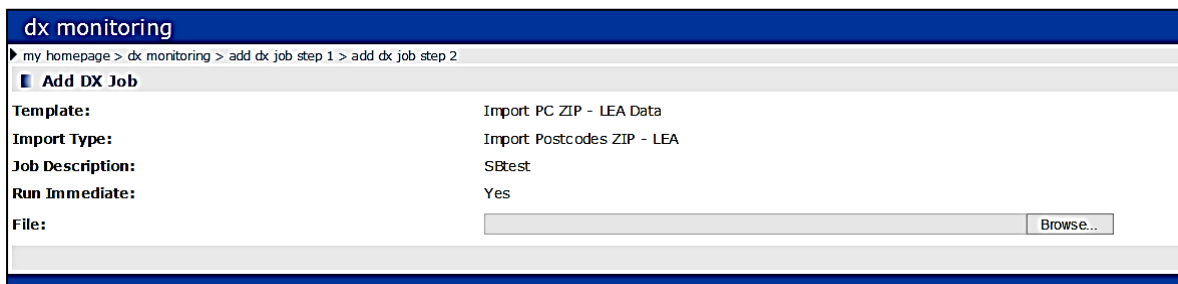 dx monitoring
my homepage > dx monitoring > add dx job step 1 > add dx job step 2
Add DX Job
Template: Import PC ZIP - LEA Data
Import Type: Import Postcodes ZIP - LEA
Job Description: SBtest
Run Immediate: Yes
File: Browse...